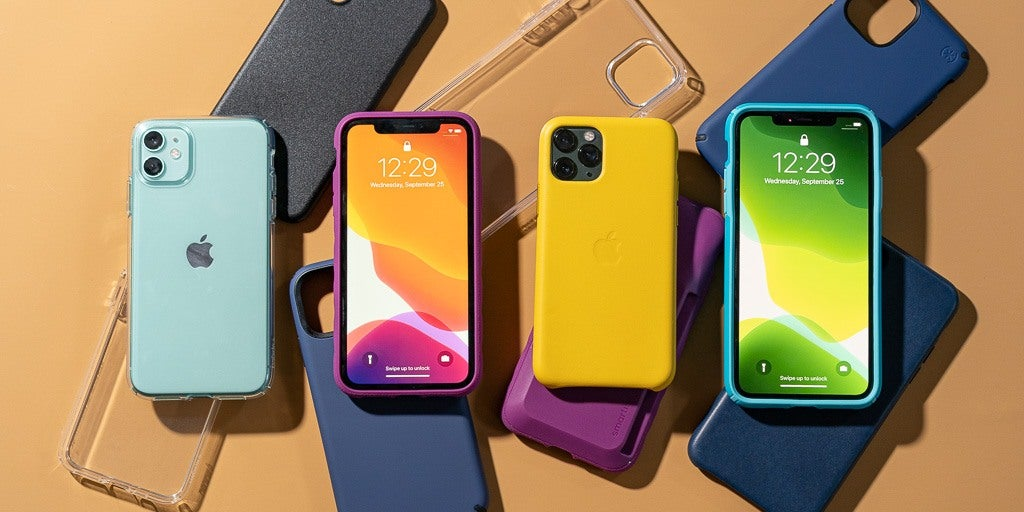 12:29
Wednesday, September 25
Swipe up to unlock
12:29
Wednesday, September 25
Swipe up to unlock